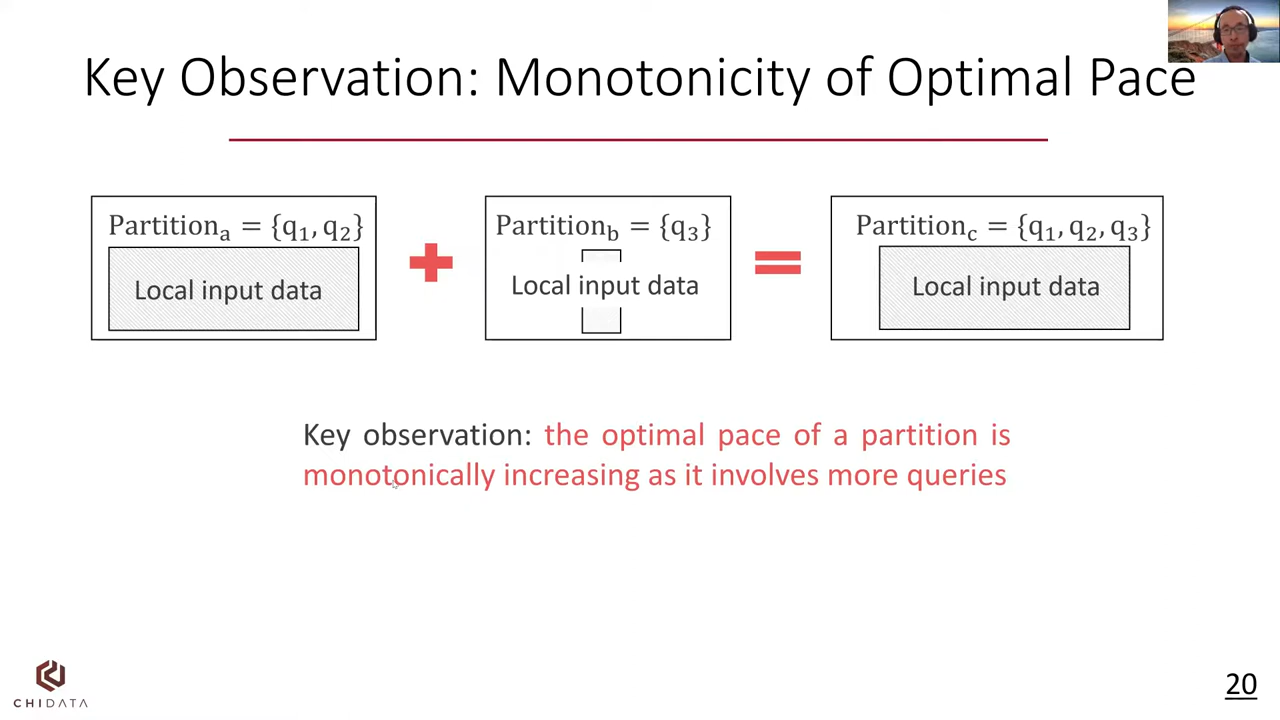 Key Observation: Monotonicity of Optimal Pace
Partitionₐ = {q₁, q₂}
Local input data
Partition_b = {q₃}
Local input data
Partition_c = {q₁, q₂, q₃}
Local input data
Key observation: the optimal pace of a partition is
monotonically increasing as it involves more queries
CHIDATA
20